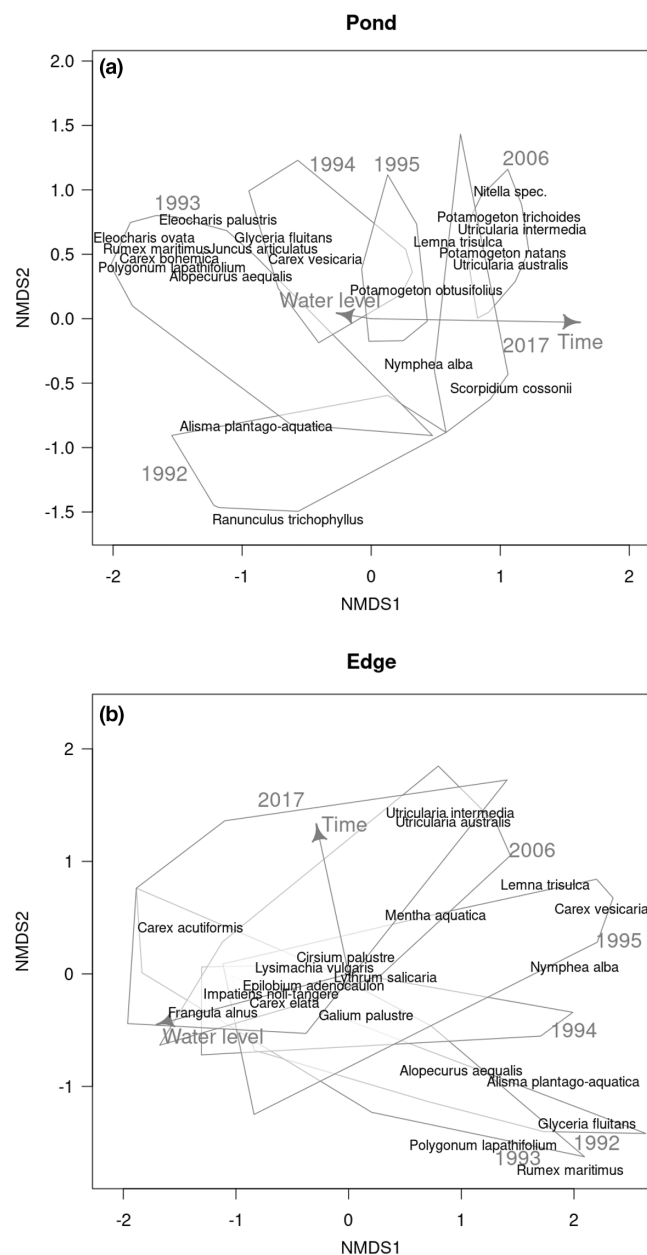 Pond
(a)
2.0
1.5
1.0
0.5
0.0
-0.5
-1.0
-1.5
NMDS2
1994
1995
2006
Nitella spec.
1993
Eleocharis palustris
Potamogeton trichoides
Utricularia intermedia
Eleocharis ovata
Glyceria fluitans
Lemna trisulca
Rumex maritimus
Juncus articulatus
Potamogeton natans
Carex bohemica
Carex vesicaria
Utricularia australis
Polygonum lapathifolium
Alopecurus aequalis
Potamogeton obtusifolius
Water level
Time
2017
Nymphea alba
Scorpidium cossonii
Alisma plantago-aquatica
1992
Ranunculus trichophyllus
-2
-1
0
1
2
NMDS1
Edge
(b)
2
1
0
-1
NMDS2
2017
Time
Utricularia intermedia
Utricularia australis
2006
Lemna trisulca
Carex vesicaria
Mentha aquatica
Carex acutiformis
1995
Cirsium palustre
Lysimachia vulgaris
Nymphea alba
Lythrum salicaria
Epilobium adenocaulon
Impatiens noli-tangere
Carex elata
Frangula alnus
Galium palustre
Water level
1994
Alopecurus aequalis
Alisma plantago-aquatica
Glyceria fluitans
1992
Polygonum lapathifolium
1993
Rumex maritimus
-2
-1
0
1
2
NMDS1